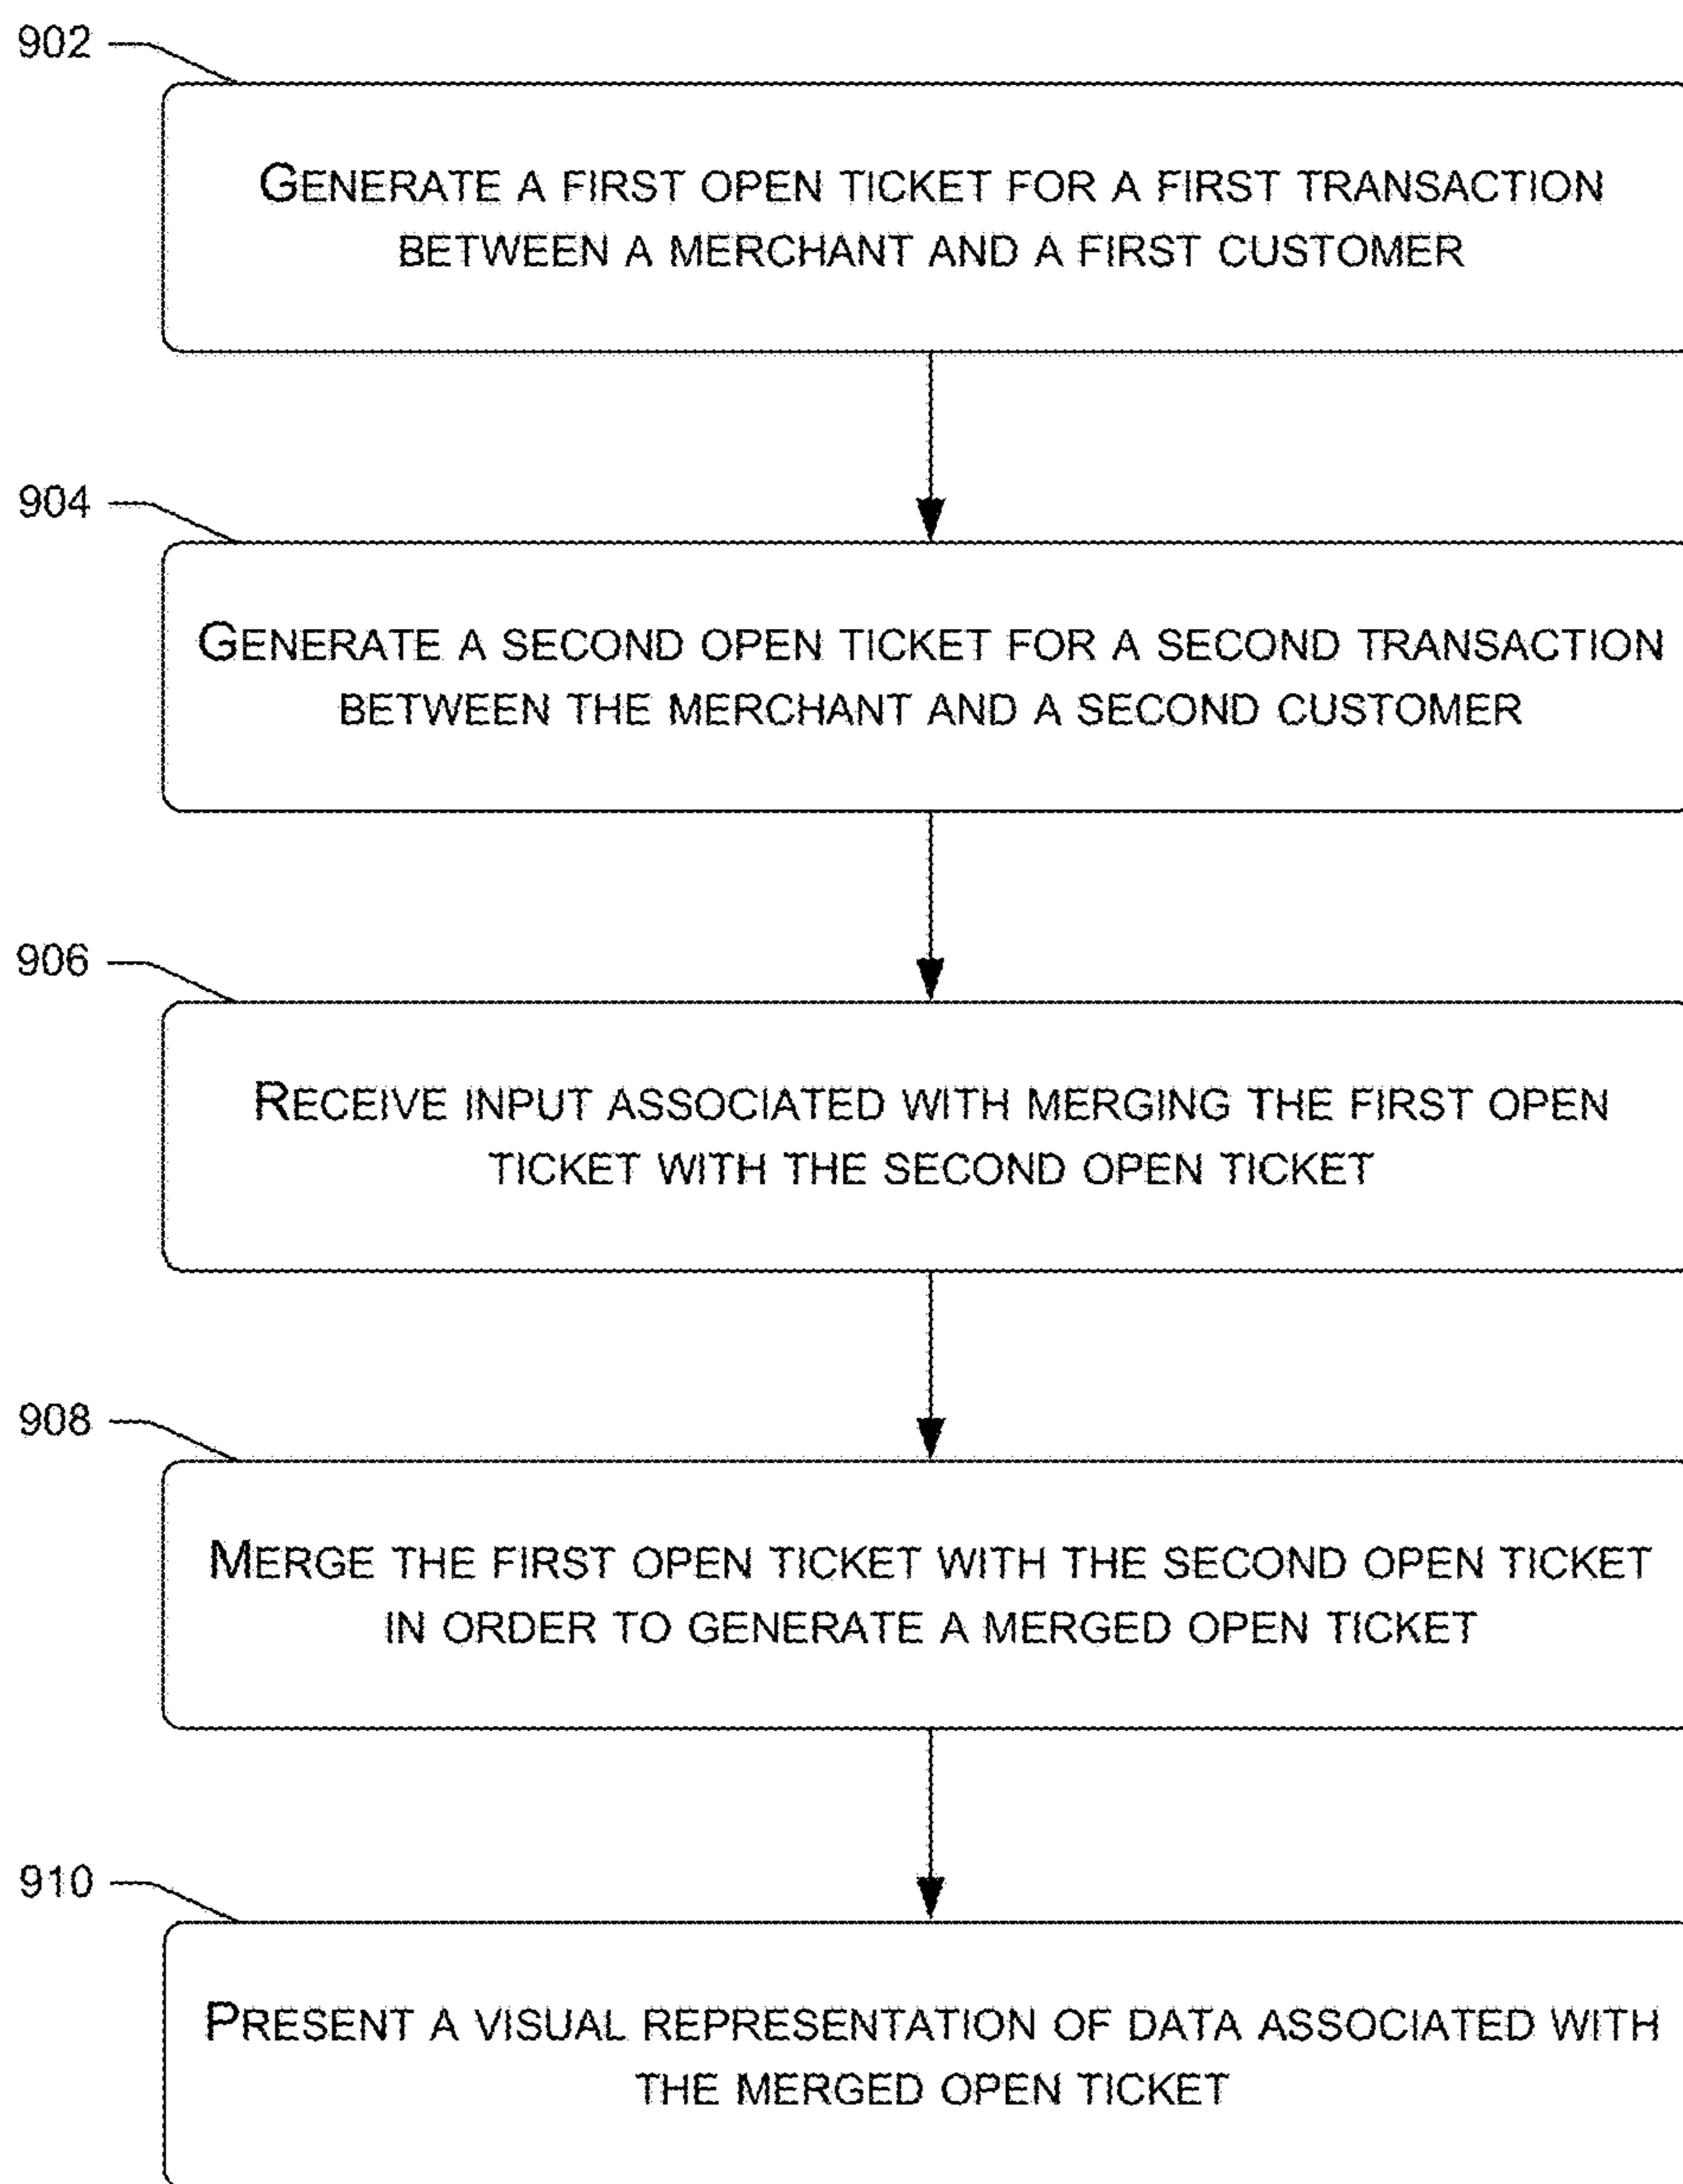 902
GENERATE A FIRST OPEN TICKET FOR A FIRST TRANSACTION
BETWEEN A MERCHANT AND A FIRST CUSTOMER
904
GENERATE A SECOND OPEN TICKET FOR A SECOND TRANSACTION
BETWEEN THE MERCHANT AND A SECOND CUSTOMER
906
RECEIVE INPUT ASSOCIATED WITH MERGING THE FIRST OPEN
TICKET WITH THE SECOND OPEN TICKET
908
MERGE THE FIRST OPEN TICKET WITH THE SECOND OPEN TICKET
IN ORDER TO GENERATE A MERGED OPEN TICKET
910
PRESENT A VISUAL REPRESENTATION OF DATA ASSOCIATED WITH
THE MERGED OPEN TICKET